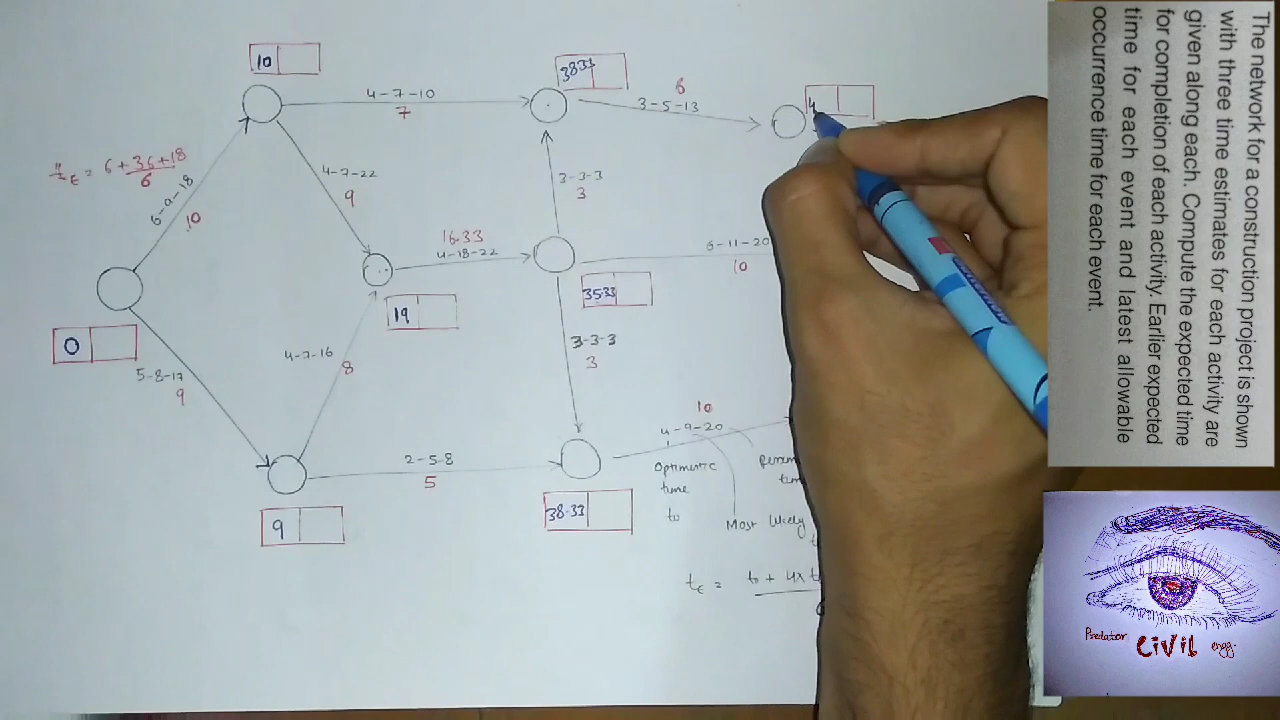 The network for a construction project is shown
with three time estimates for each activity are
given along each. Compute the expected time
for completion of each activity. Earlier expected
time for each event and latest allowable
occurrence time for each event.
10
38.33
4-7-10
7
6
3-5-13
4
tE = 6+36+18
6
6-9-18
10
4-7-22
9
3-3-3
3
16.33
4-18-22
6-11-20
10
35.33
19
0
5-8-17
9
4-7-16
8
3-3-3
3
10
4-9-20
2-5-8
5
Optimistic
time
to
Most likely
38.33
9
tE = to + 4x t
Predator CIVIL engg.